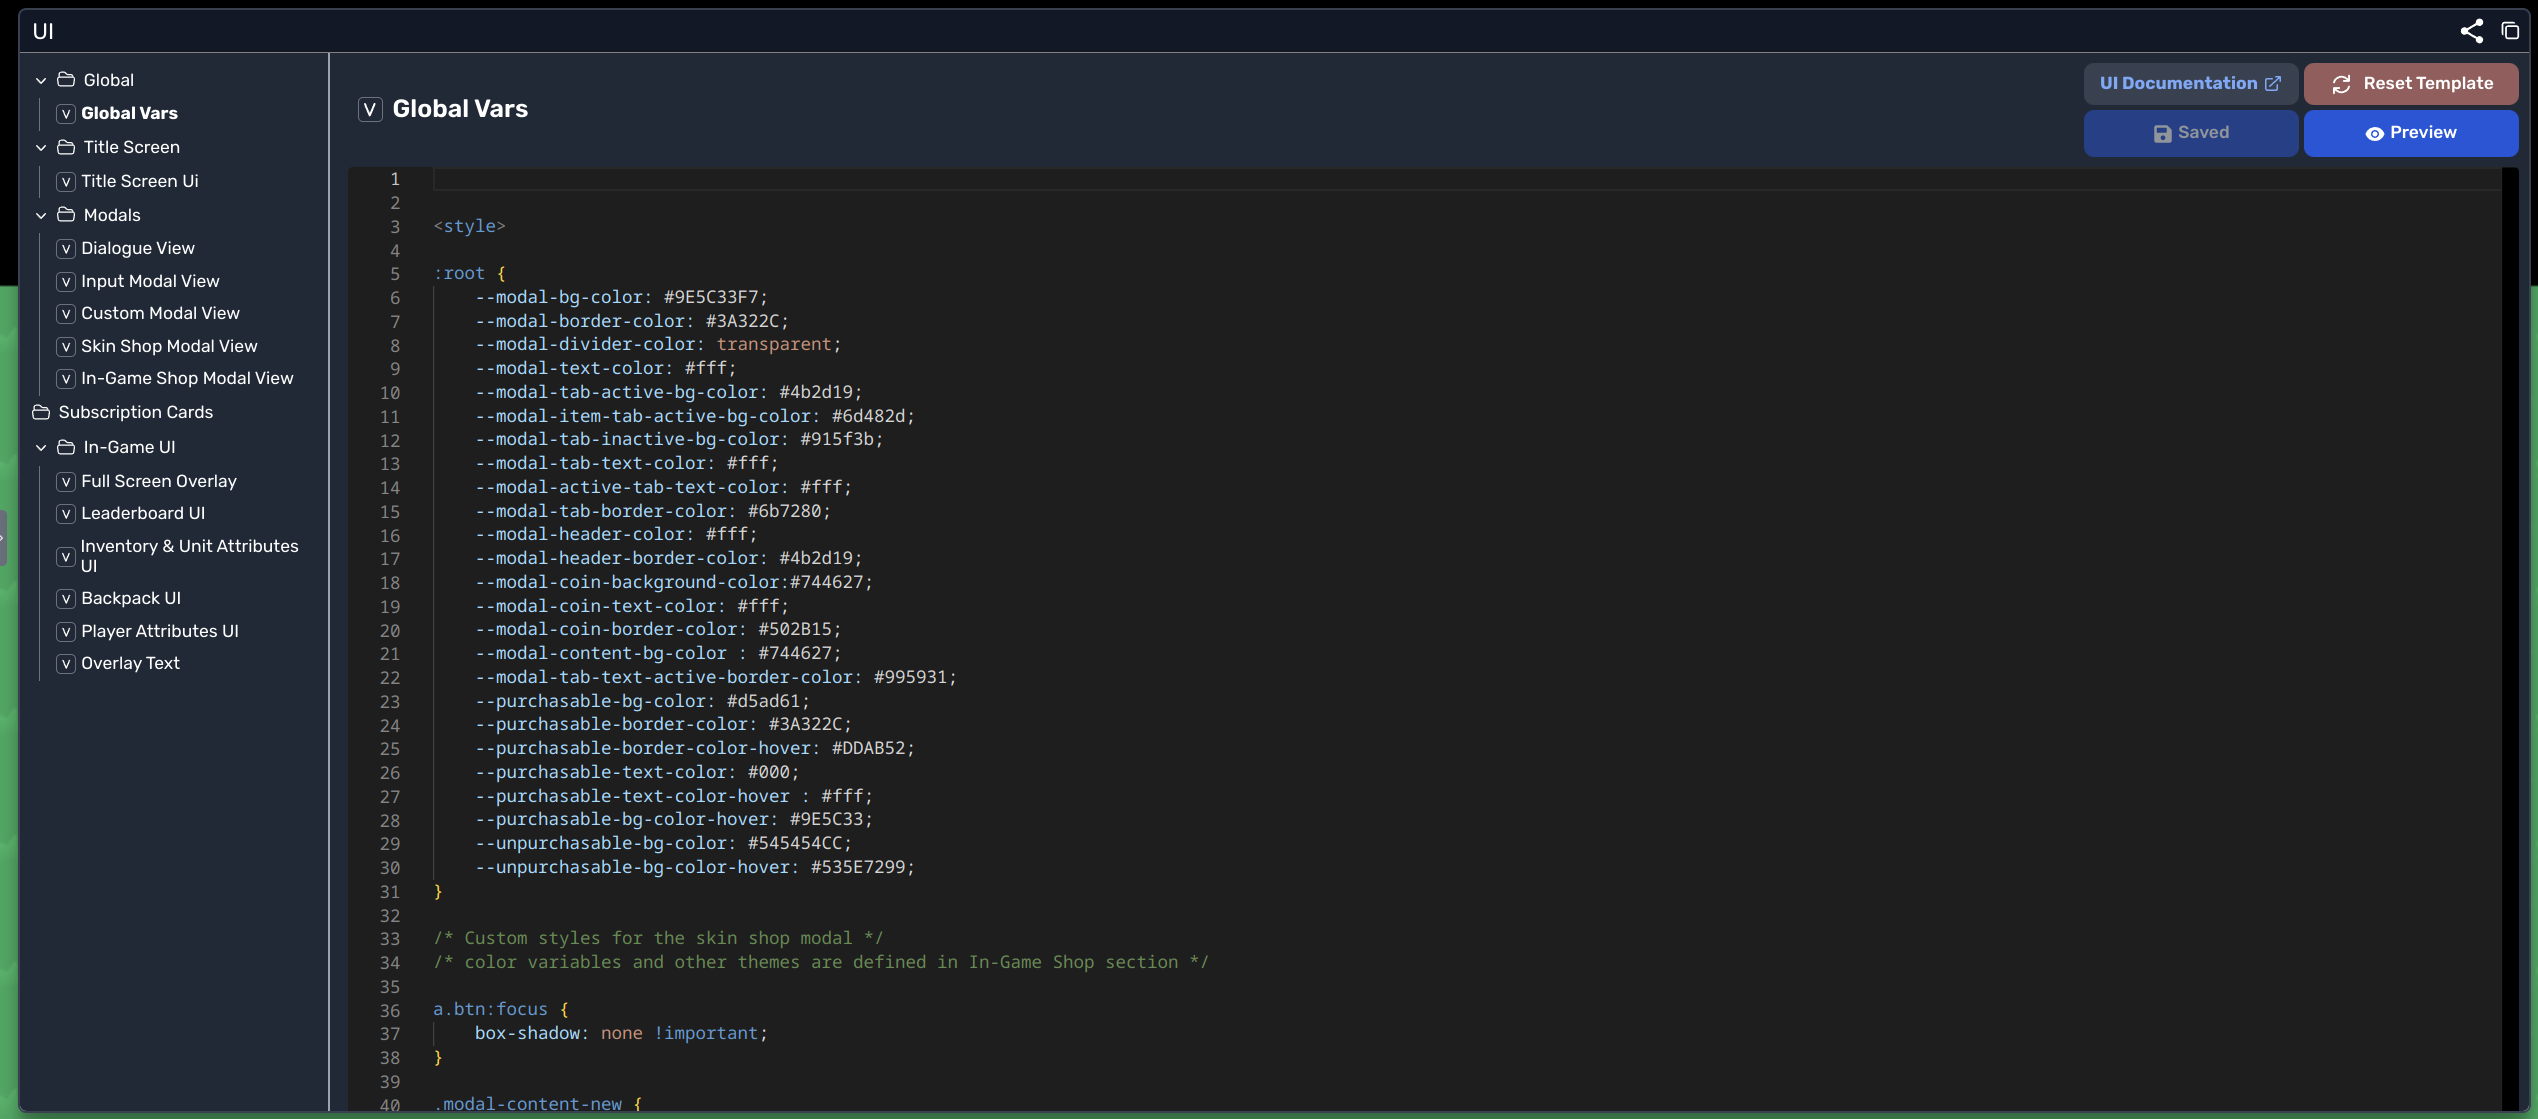 UI
Global
V Global Vars
Title Screen
V Title Screen Ui
Modals
V Dialogue View
V Input Modal View
V Custom Modal View
V Skin Shop Modal View
V In-Game Shop Modal View
Subscription Cards
In-Game UI
V Full Screen Overlay
V Leaderboard UI
V Inventory & Unit Attributes
UI
V Backpack UI
V Player Attributes UI
V Overlay Text
V Global Vars
UI Documentation
Reset Template
Saved
Preview
1
2
3 <style>
4
5 :root {
6 --modal-bg-color: #9E5C33F7;
7 --modal-border-color: #3A322C;
8 --modal-divider-color: transparent;
9 --modal-text-color: #fff;
10 --modal-tab-active-bg-color: #4b2d19;
11 --modal-item-tab-active-bg-color: #6d482d;
12 --modal-tab-inactive-bg-color: #915f3b;
13 --modal-tab-text-color: #fff;
14 --modal-active-tab-text-color: #fff;
15 --modal-tab-border-color: #6b7280;
16 --modal-header-color: #fff;
17 --modal-header-border-color: #4b2d19;
18 --modal-coin-background-color:#744627;
19 --modal-coin-text-color: #fff;
20 --modal-coin-border-color: #502B15;
21 --modal-content-bg-color : #744627;
22 --modal-tab-text-active-border-color: #995931;
23 --purchasable-bg-color: #d5ad61;
24 --purchasable-border-color: #3A322C;
25 --purchasable-border-color-hover: #DDAB52;
26 --purchasable-text-color: #000;
27 --purchasable-text-color-hover : #fff;
28 --purchasable-bg-color-hover: #9E5C33;
29 --unpurchasable-bg-color: #545454CC;
30 --unpurchasable-bg-color-hover: #535E7299;
31 }
32
33 /* Custom styles for the skin shop modal */
34 /* color variables and other themes are defined in In-Game Shop section */
35
36 a.btn:focus {
37 box-shadow: none !important;
38 }
39
40 .modal-content-new {